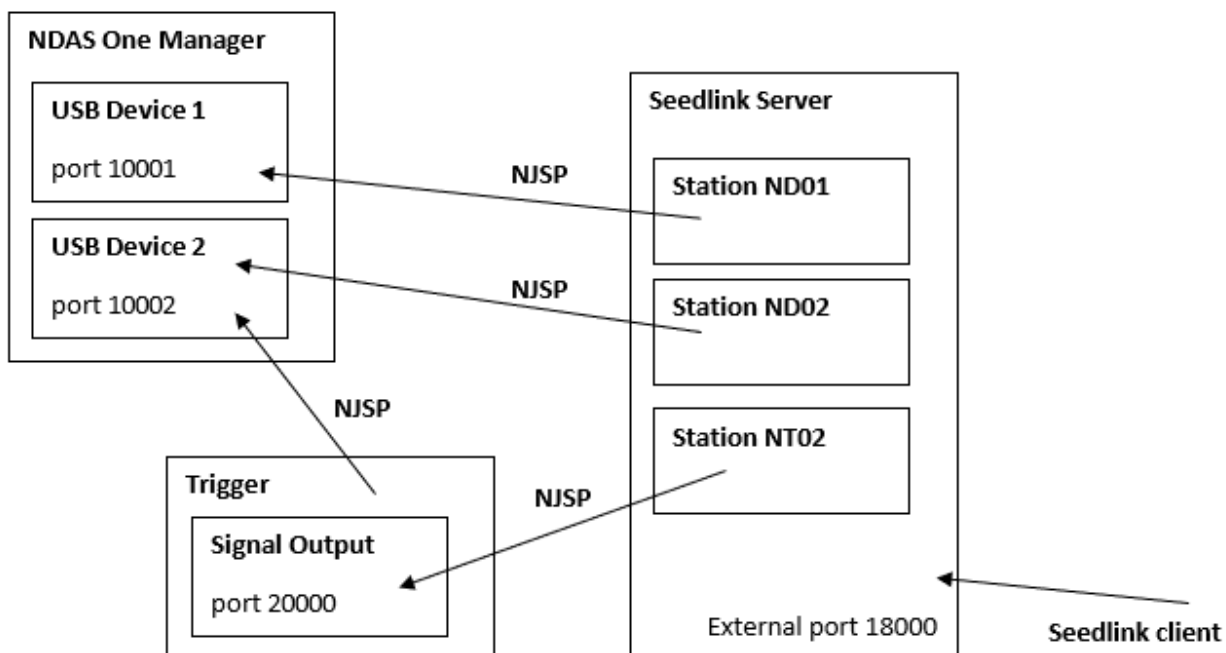 NDAS One Manager
USB Device 1
port 10001
USB Device 2
port 10002
NJSP
NJSP
NJSP
NJSP
Seedlink Server
Station ND01
Station ND02
Station NT02
Trigger
Signal Output
port 20000
External port 18000
Seedlink client